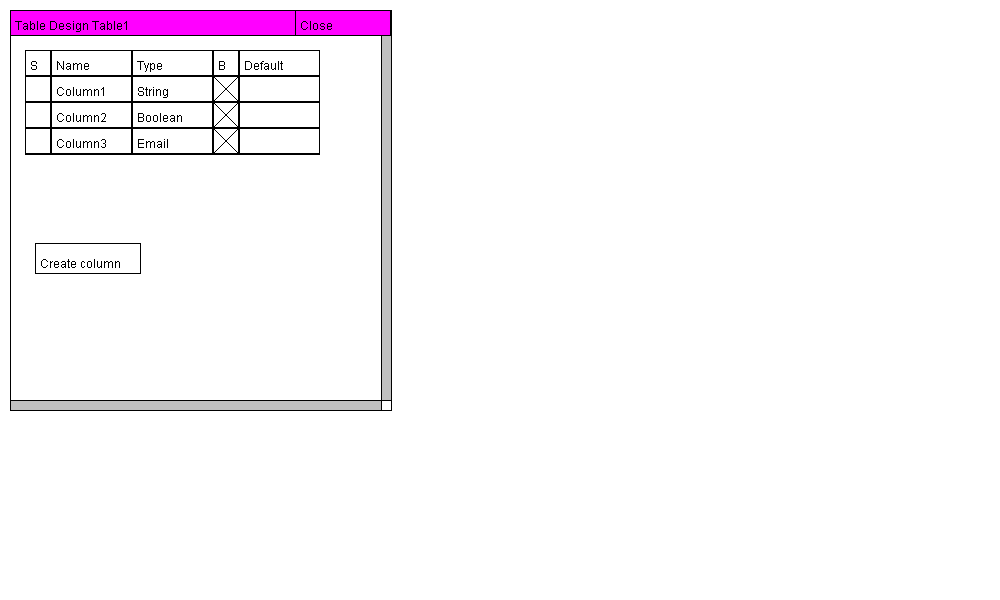 Table Design Table1 Close
S Name Type B Default
Column1 String
Column2 Boolean
Column3 Email
Create column